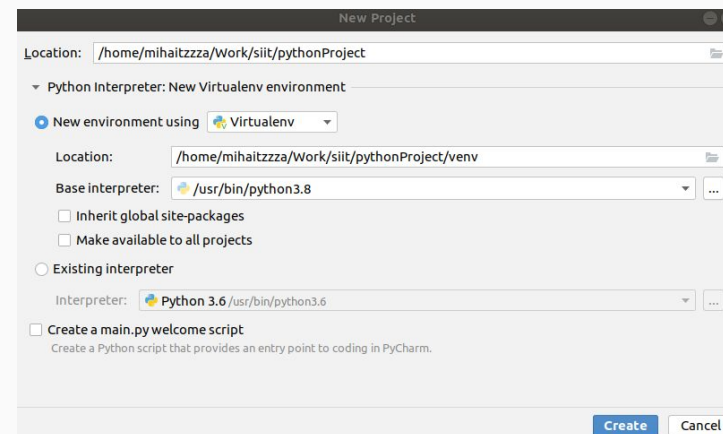 New Project
Location: /home/mihaitzzza/Work/siit/pythonProject
Python Interpreter: New Virtualenv environment
New environment using Virtualenv
Location: /home/mihaitzzza/Work/siit/pythonProject/venv
Base interpreter: /usr/bin/python3.8 ...
Inherit global site-packages
Make available to all projects
Existing interpreter
Interpreter: Python 3.6 /usr/bin/python3.6 ...
Create a main.py welcome script
Create a Python script that provides an entry point to coding in PyCharm.
Create Cancel